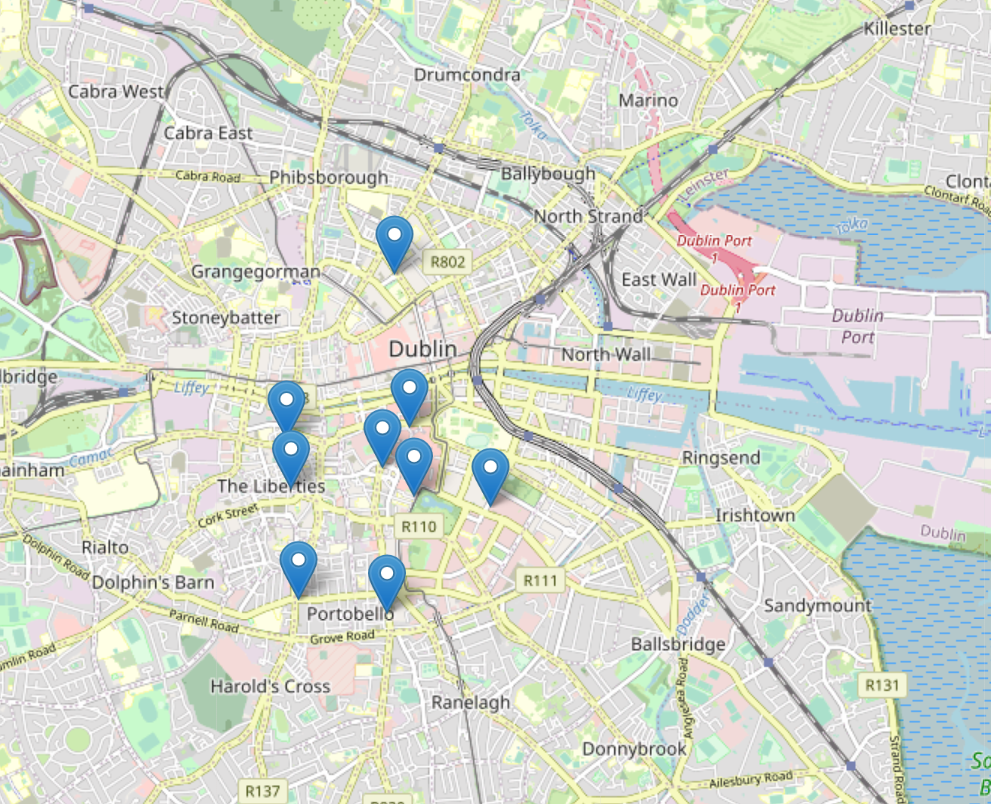 Killester
Drumcondra
Cabra West
Marino
Tolka
Cabra East
Cabra Road
Phibsborough
Ballybough
Leinster
Clontarf Road
North Strand
Tolka
Dublin Port
1
R802
Grangegorman
East Wall
Dublin Port
1
Stoneybatter
Dublin
Port
Dublin
North Wall
lbridge
Liffey
Liffey
Camac
ainham
Ringsend
The Liberties
Cork Street
Irishtown
R110
Dublin
Rialto
Dolphin Road
Dolphin's Barn
R111
Parnell Road
Portobello
Dodder
Sandymount
Grove Road
Ballsbridge
umlin Road
Harold's Cross
R131
Ranelagh
Anglesea Road
Donnybrook
Strand Road
Ailesbury Road
R137